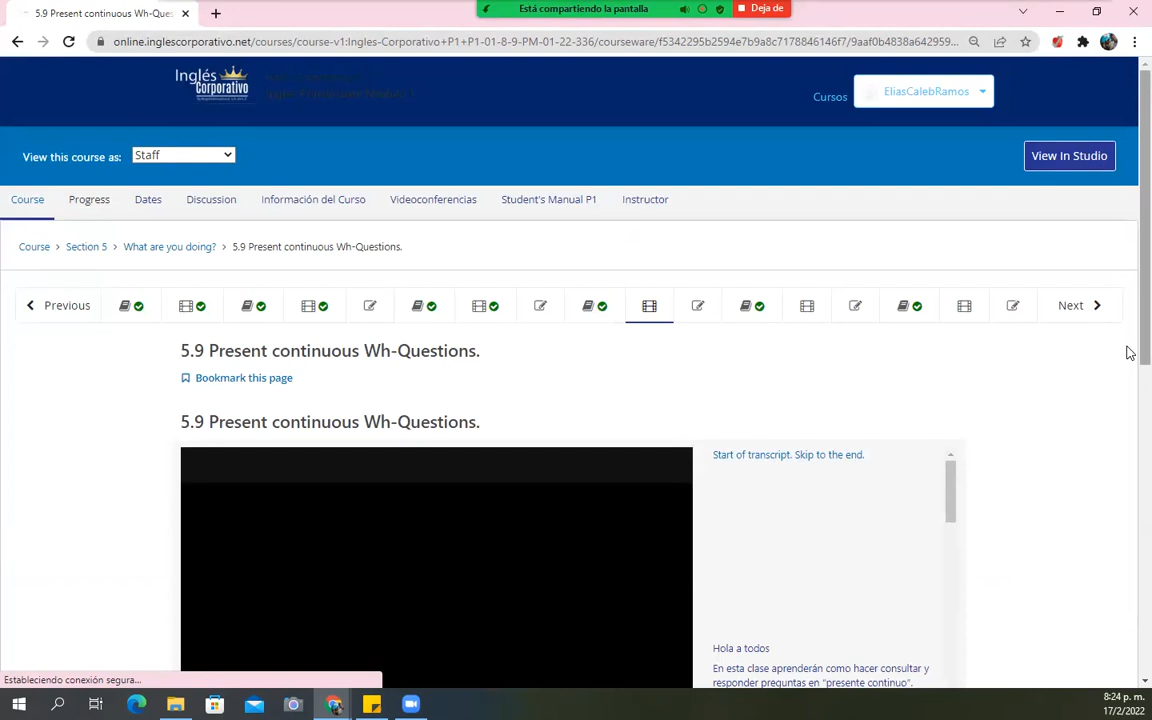 5.9 Present continuous Wh-Ques
Está compartiendo la pantalla
Deja de
online.inglescorporativo.net/courses/course-v1:Ingles-Corporativo+P1+P1-01-8-9-PM-01-22-336/courseware/f5342295b2594e7b9a8c7178846146f7/9aaf0b4838a642959...
Inglés
Corporativo
Cursos
EliasCalebRamos
View this course as:
Staff
View In Studio
Course
Progress
Dates
Discussion
Información del Curso
Videoconferencias
Student's Manual P1
Instructor
Course > Section 5 > What are you doing? > 5.9 Present continuous Wh-Questions.
Previous
Next
5.9 Present continuous Wh-Questions.
Bookmark this page
5.9 Present continuous Wh-Questions.
Start of transcript. Skip to the end.
Hola a todos
En esta clase aprenderán como hacer consultar y
responder preguntas en “presente continuo”.
Estableciendo conexión segura...
8:24 p. m.
17/2/2022